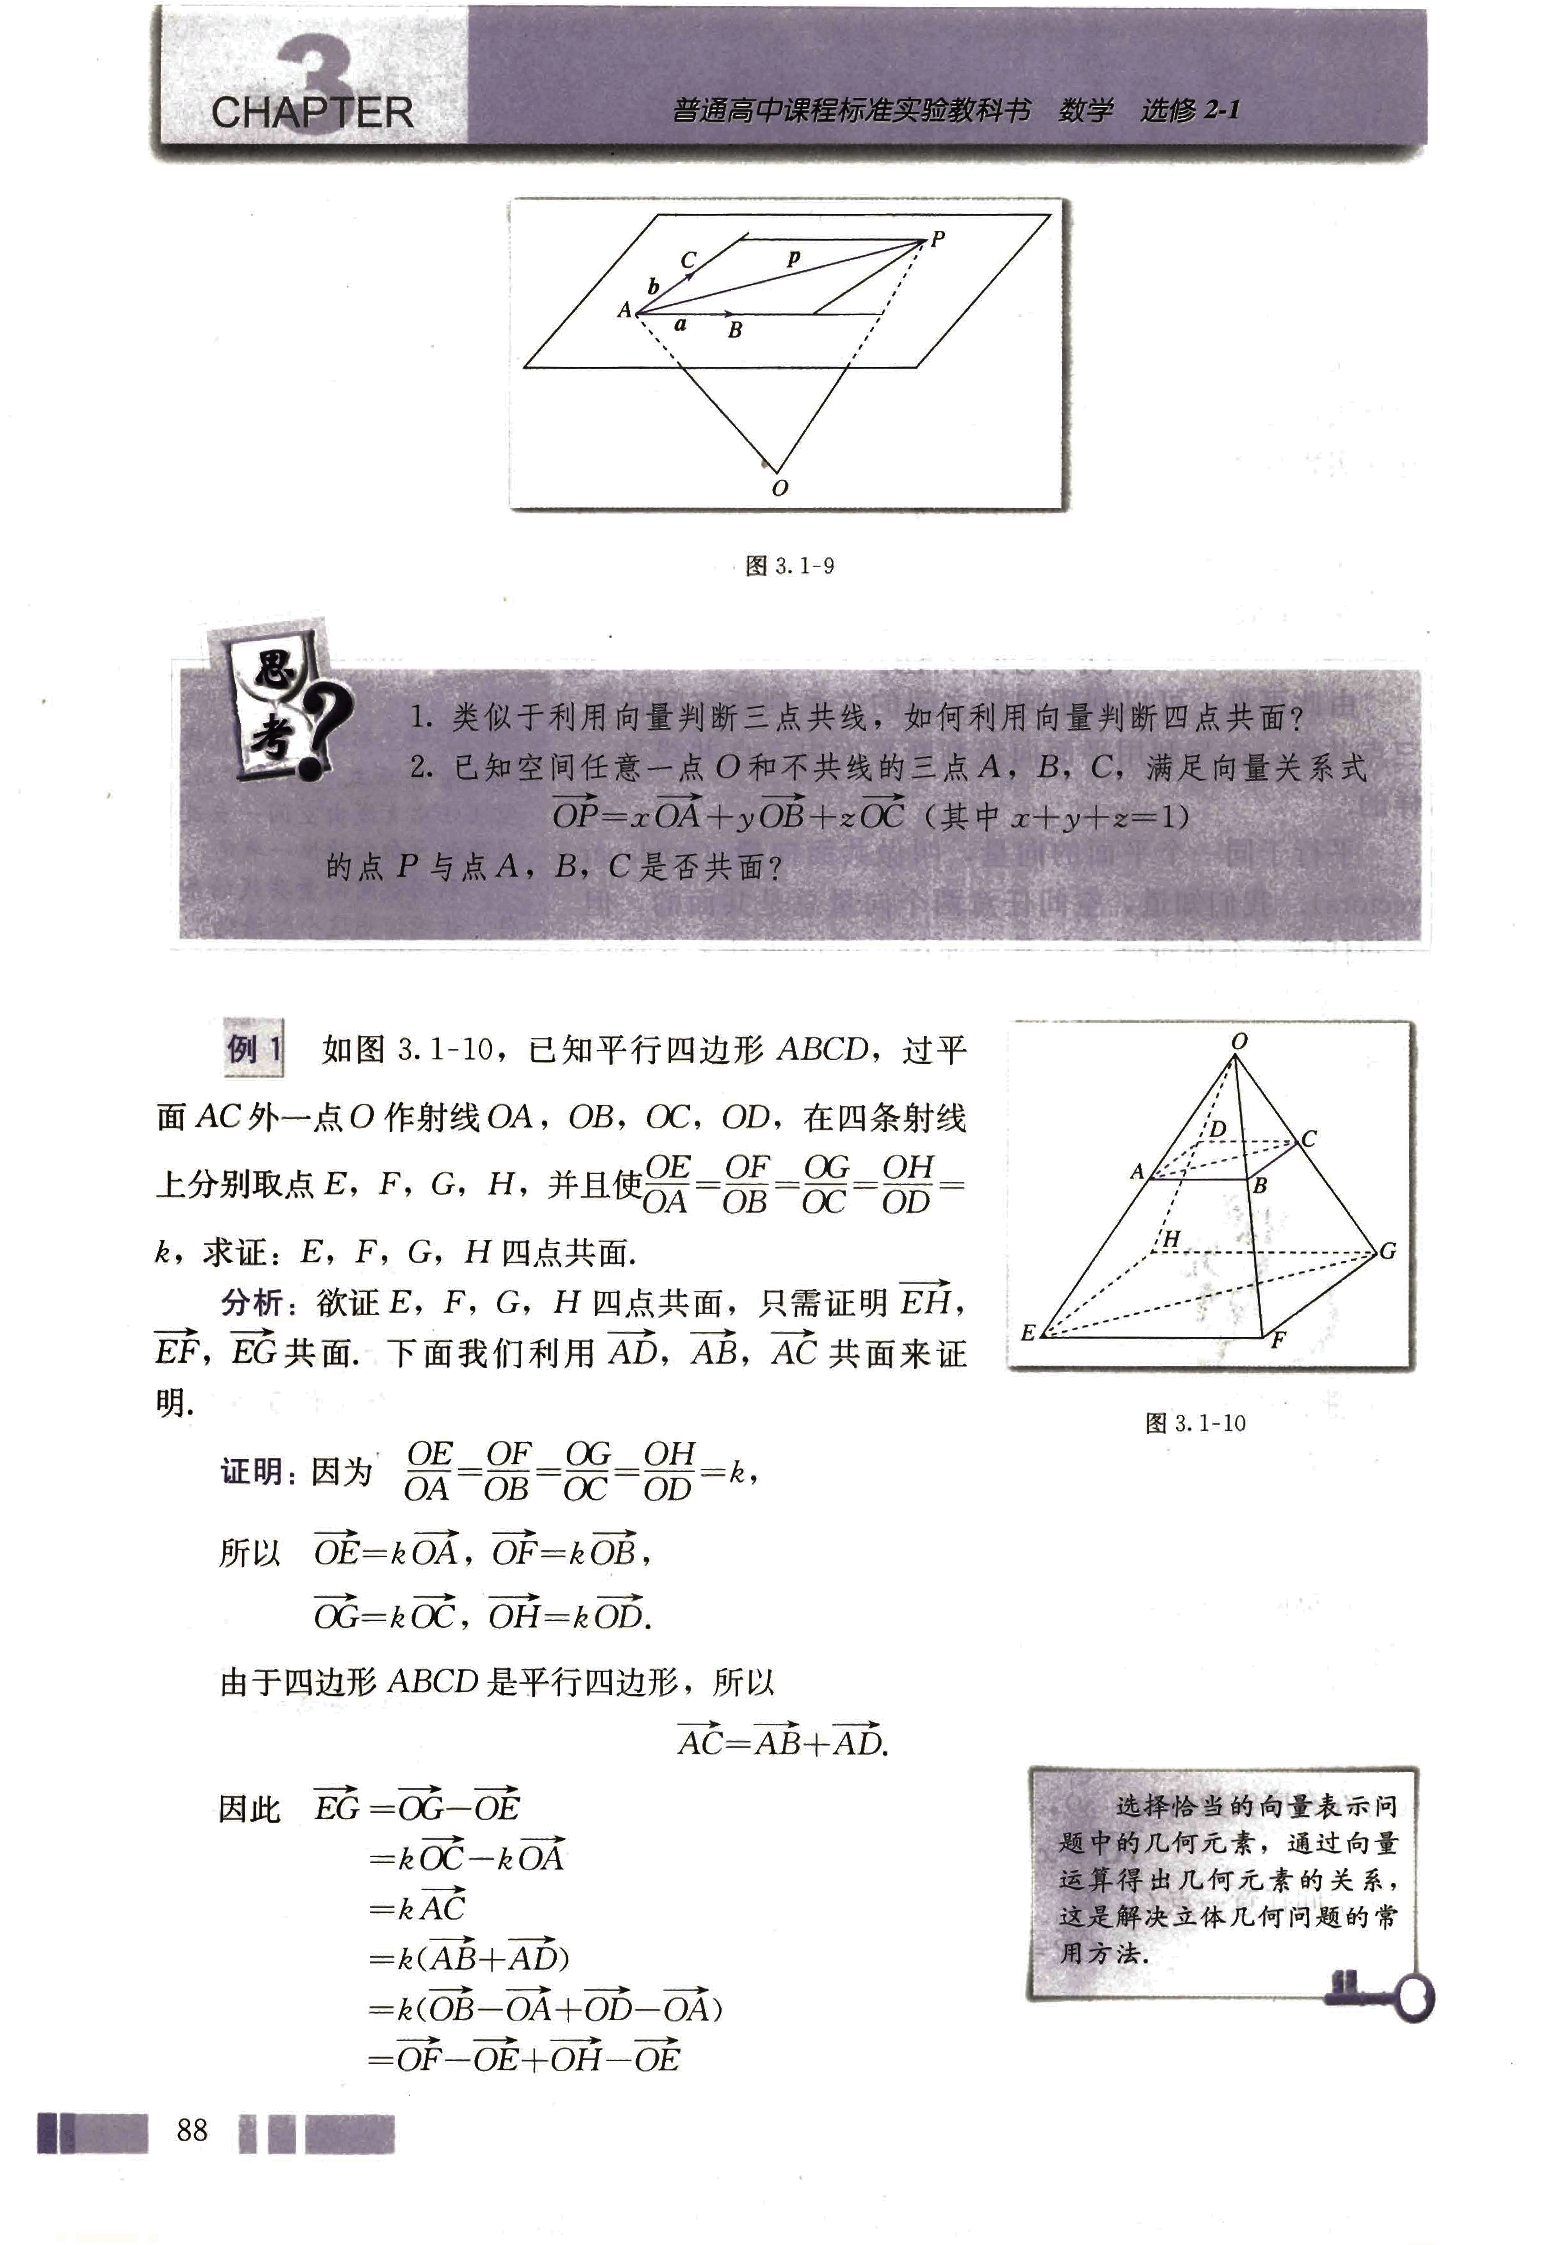 3
CHAPTER
普通高中课程标准实验教科书 数学 选修 2-1
P
C
p
b
A
a
B
O
图 3.1-9
思考?
1. 类似于利用向量判断三点共线，如何利用向量判断四点共面？
2. 已知空间任意一点 O 和不共线的三点 A，B，C，满足向量关系式
$\overrightarrow{OP}=x\overrightarrow{OA}+y\overrightarrow{OB}+z\overrightarrow{OC}$（其中 x+y+z=1）
的点 P 与点 A，B，C 是否共面？
例 1 如图 3.1-10，已知平行四边形 ABCD，过平
面 AC 外一点 O 作射线 OA，OB，OC，OD，在四条射线
上分别取点 E，F，G，H，并且使$\frac{OE}{OA}=\frac{OF}{OB}=\frac{OG}{OC}=\frac{OH}{OD}=$
k，求证：E，F，G，H 四点共面.
分析：欲证 E，F，G，H 四点共面，只需证明 $\overrightarrow{EH}$，
$\overrightarrow{EF}$，$\overrightarrow{EG}$ 共面. 下面我们利用 $\overrightarrow{AD}$，$\overrightarrow{AB}$，$\overrightarrow{AC}$ 共面来证
明.
O
D
C
A
B
H
G
E
F
图 3.1-10
证明：因为 $\frac{OE}{OA}=\frac{OF}{OB}=\frac{OG}{OC}=\frac{OH}{OD}=k$，
所以 $\overrightarrow{OE}=k\overrightarrow{OA}$，$\overrightarrow{OF}=k\overrightarrow{OB}$，
$\overrightarrow{OG}=k\overrightarrow{OC}$，$\overrightarrow{OH}=k\overrightarrow{OD}$.
由于四边形 ABCD 是平行四边形，所以
$\overrightarrow{AC}=\overrightarrow{AB}+\overrightarrow{AD}$.
因此 $\overrightarrow{EG}=\overrightarrow{OG}-\overrightarrow{OE}$
$=k\overrightarrow{OC}-k\overrightarrow{OA}$
$=k\overrightarrow{AC}$
$=k(\overrightarrow{AB}+\overrightarrow{AD})$
$=k(\overrightarrow{OB}-\overrightarrow{OA}+\overrightarrow{OD}-\overrightarrow{OA})$
$=\overrightarrow{OF}-\overrightarrow{OE}+\overrightarrow{OH}-\overrightarrow{OE}$
选择恰当的向量表示问
题中的几何元素，通过向量
运算得出几何元素的关系，
这是解决立体几何问题的常
用方法.
88